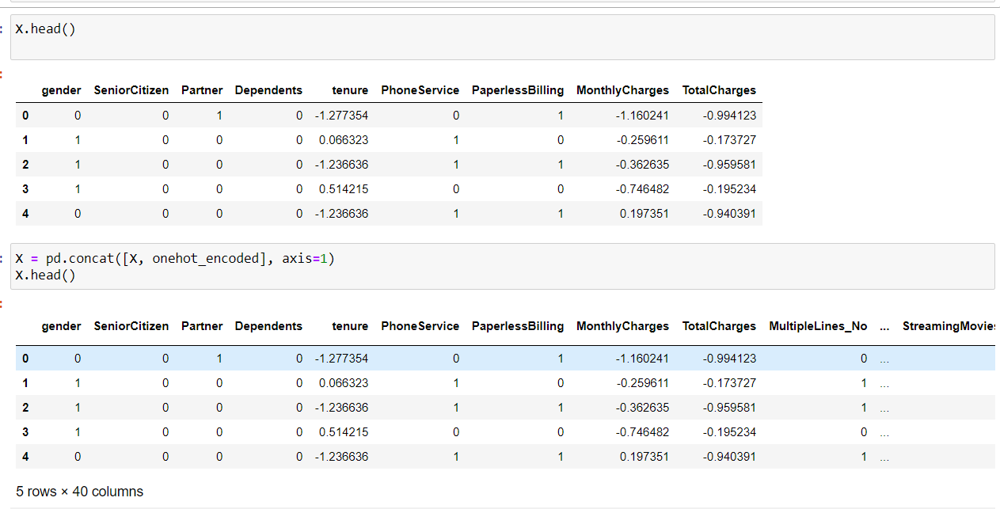 X.head()
gender SeniorCitizen Partner Dependents tenure PhoneService PaperlessBilling MonthlyCharges TotalCharges
0 0 0 1 0 -1.277354 0 1 -1.160241 -0.994123
1 1 0 0 0 0.066323 1 0 -0.259611 -0.173727
2 1 0 0 0 -1.236636 1 1 -0.362635 -0.959581
3 1 0 0 0 0.514215 0 0 -0.746482 -0.195234
4 0 0 0 0 -1.236636 1 1 0.197351 -0.940391
X = pd.concat([X, onehot_encoded], axis=1)
X.head()
gender SeniorCitizen Partner Dependents tenure PhoneService PaperlessBilling MonthlyCharges TotalCharges MultipleLines_No ... StreamingMovies
0 0 0 1 0 -1.277354 0 1 -1.160241 -0.994123 0 ...
1 1 0 0 0 0.066323 1 0 -0.259611 -0.173727 1 ...
2 1 0 0 0 -1.236636 1 1 -0.362635 -0.959581 1 ...
3 1 0 0 0 0.514215 0 0 -0.746482 -0.195234 0 ...
4 0 0 0 0 -1.236636 1 1 0.197351 -0.940391 1 ...
5 rows × 40 columns